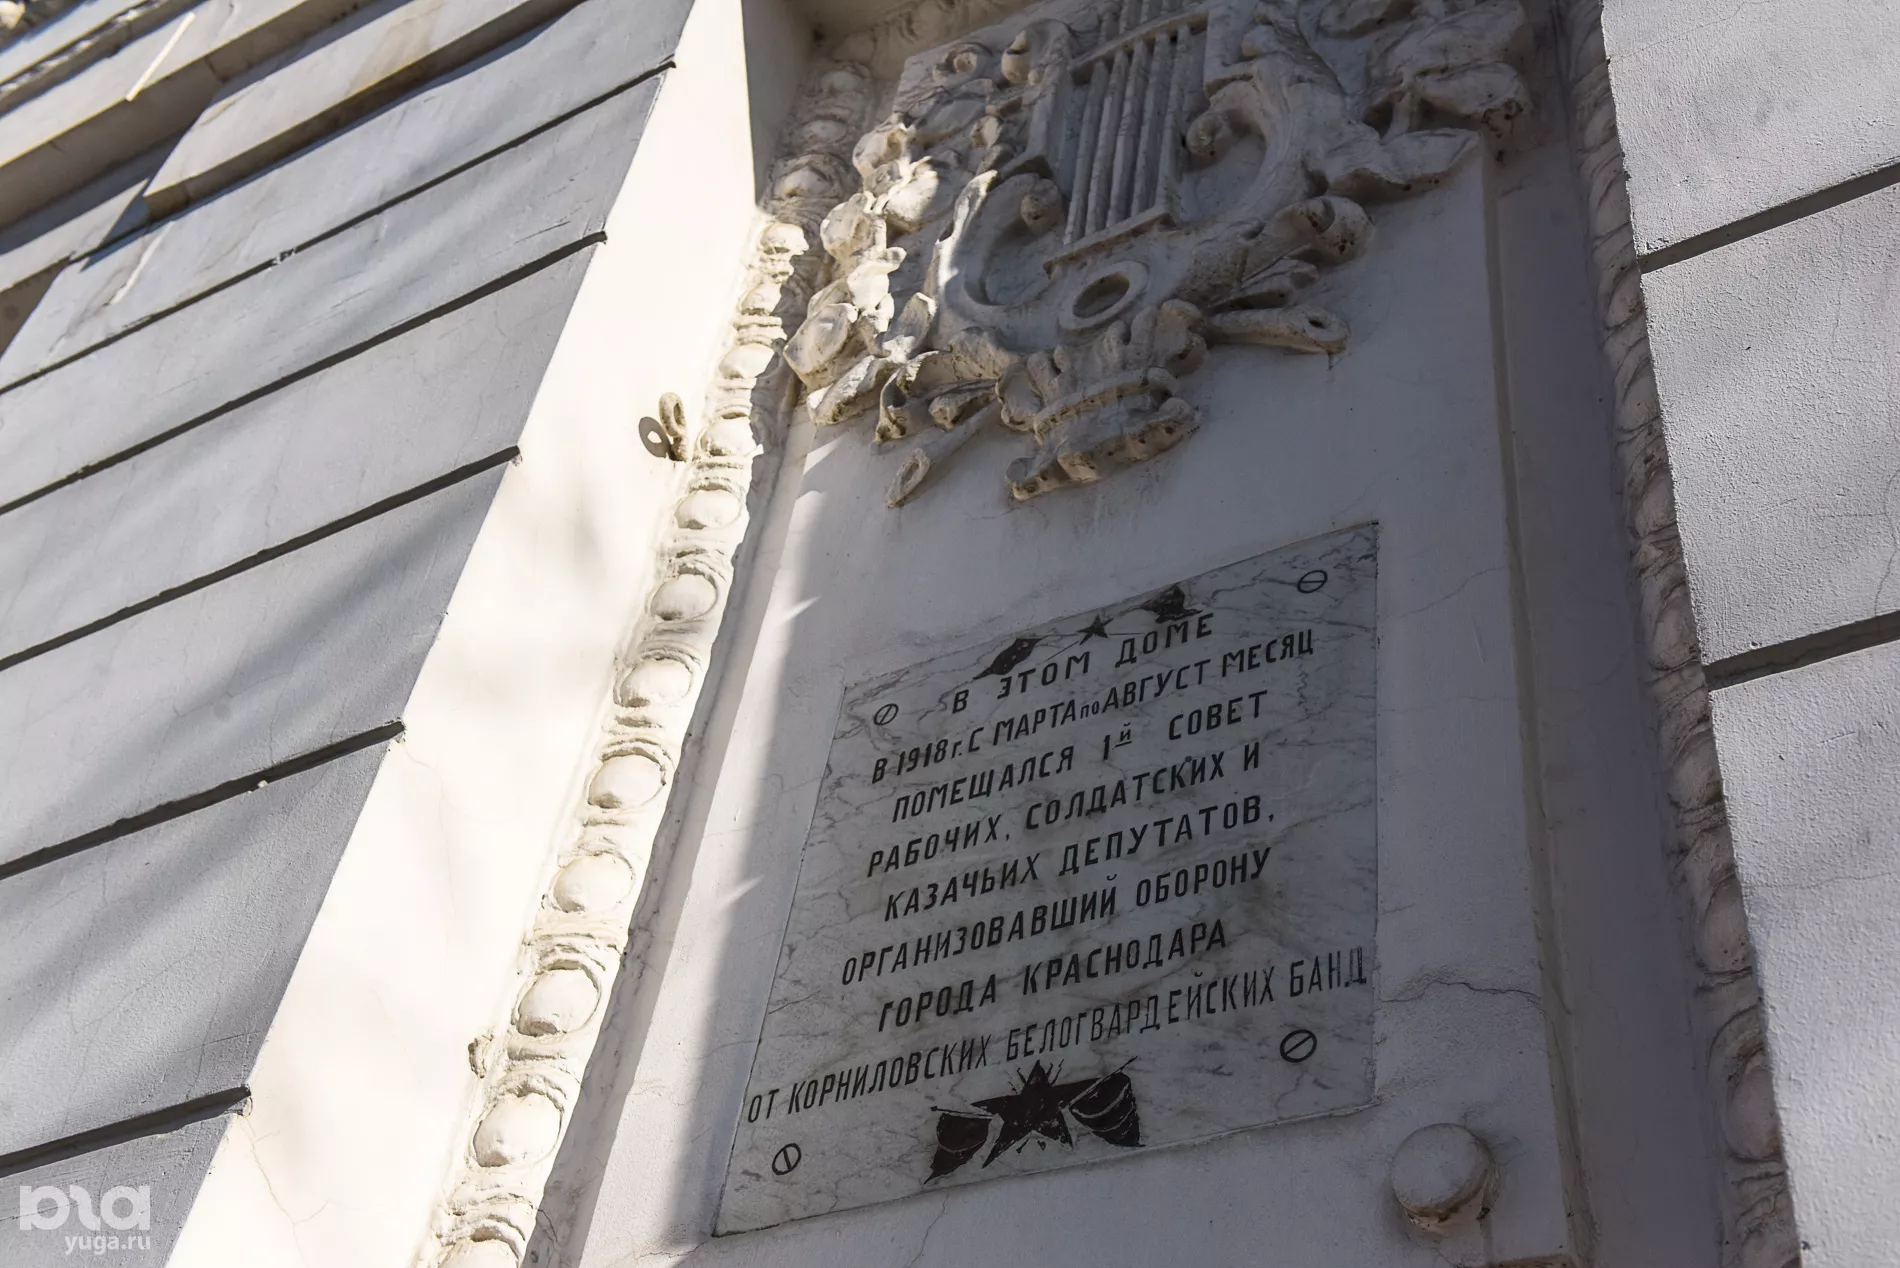 В ЭТОМ ДОМЕ
В 1918 г. С МАРТА по АВГУСТ МЕСЯЦ
ПОМЕЩАЛСЯ 1й СОВЕТ
РАБОЧИХ, СОЛДАТСКИХ И
КАЗАЧЬИХ ДЕПУТАТОВ,
ОРГАНИЗОВАВШИЙ ОБОРОНУ
ГОРОДА КРАСНОДАРА
ОТ КОРНИЛОВСКИХ БЕЛОГВАРДЕЙСКИХ БАНД
юга
yuga.ru